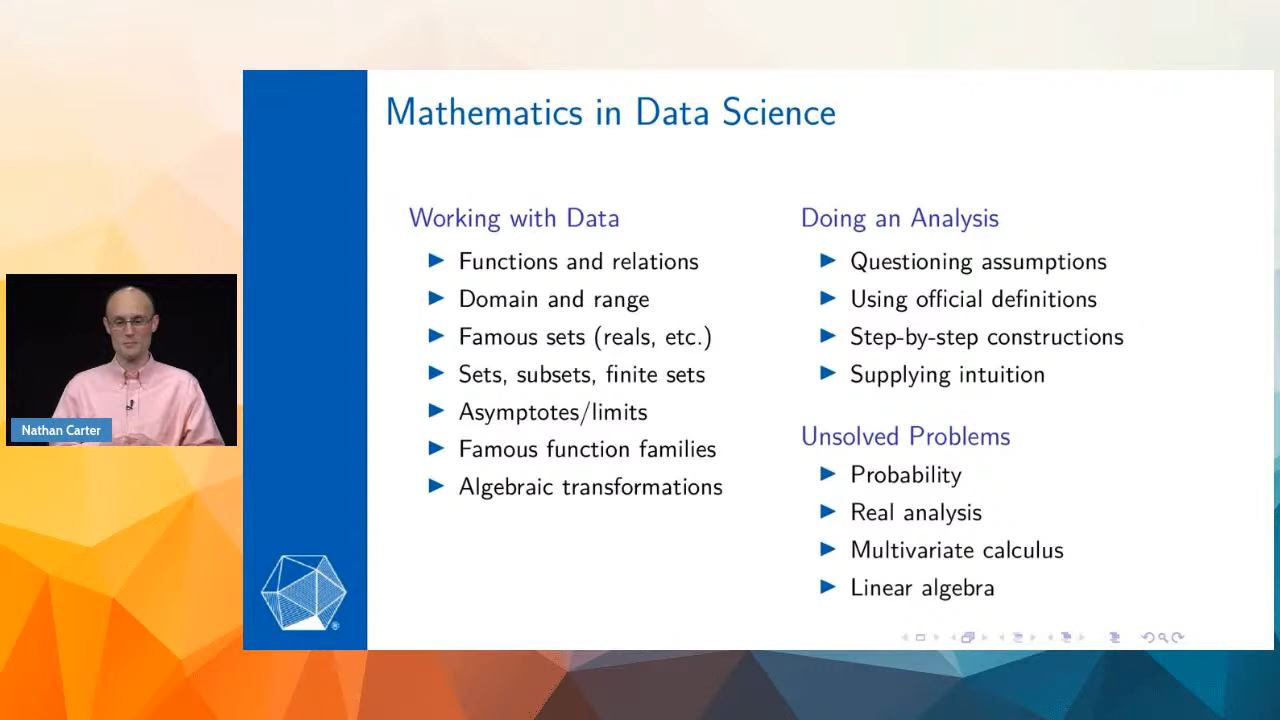 Mathematics in Data Science
Working with Data
Functions and relations
Domain and range
Famous sets (reals, etc.)
Sets, subsets, finite sets
Asymptotes/limits
Famous function families
Algebraic transformations
Doing an Analysis
Questioning assumptions
Using official definitions
Step-by-step constructions
Supplying intuition
Unsolved Problems
Probability
Real analysis
Multivariate calculus
Linear algebra
Nathan Carter
®